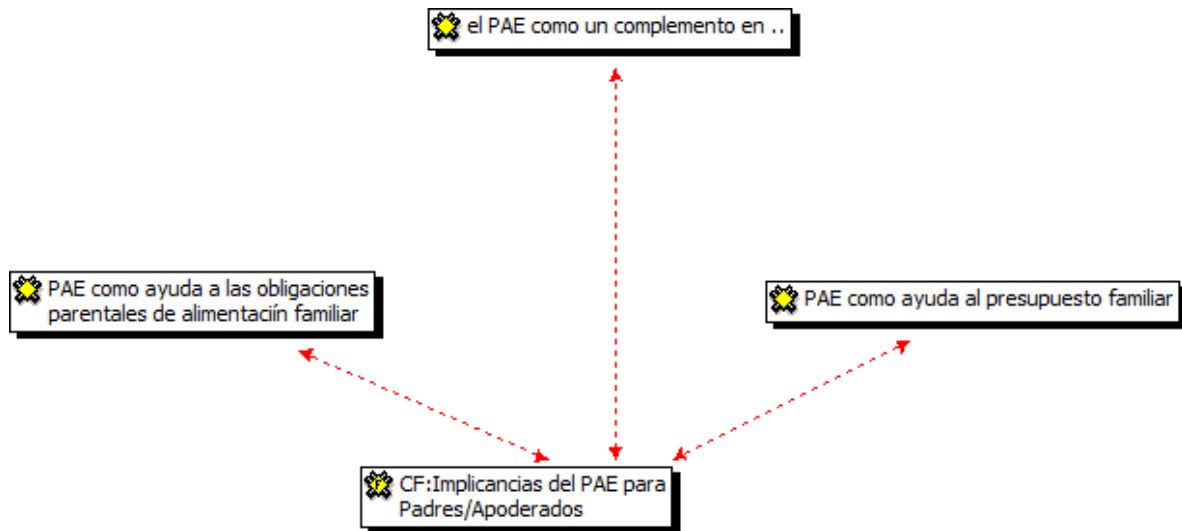 el PAE como un complemento en ..
PAE como ayuda a las obligaciones
parentales de alimentaciín familiar
PAE como ayuda al presupuesto familiar
CF:Implicancias del PAE para
Padres/Apoderados